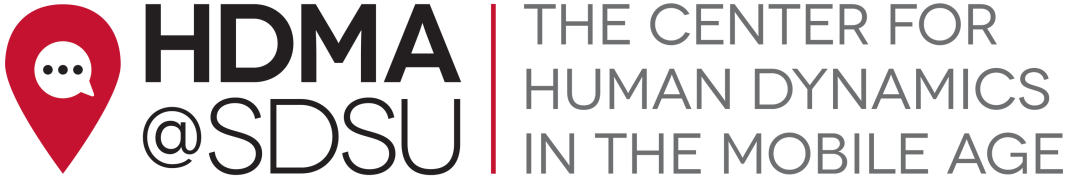 HDMA
@SDSU
THE CENTER FOR
HUMAN DYNAMICS
IN THE MOBILE AGE